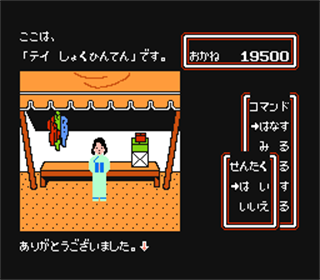 ここは、
「テイ しょくひんてん」です。
おかね 19500
コマンド
➔はなす
みる
る
せんたく
➔はい
す
いいえ
る
ありがとうございました。⬇